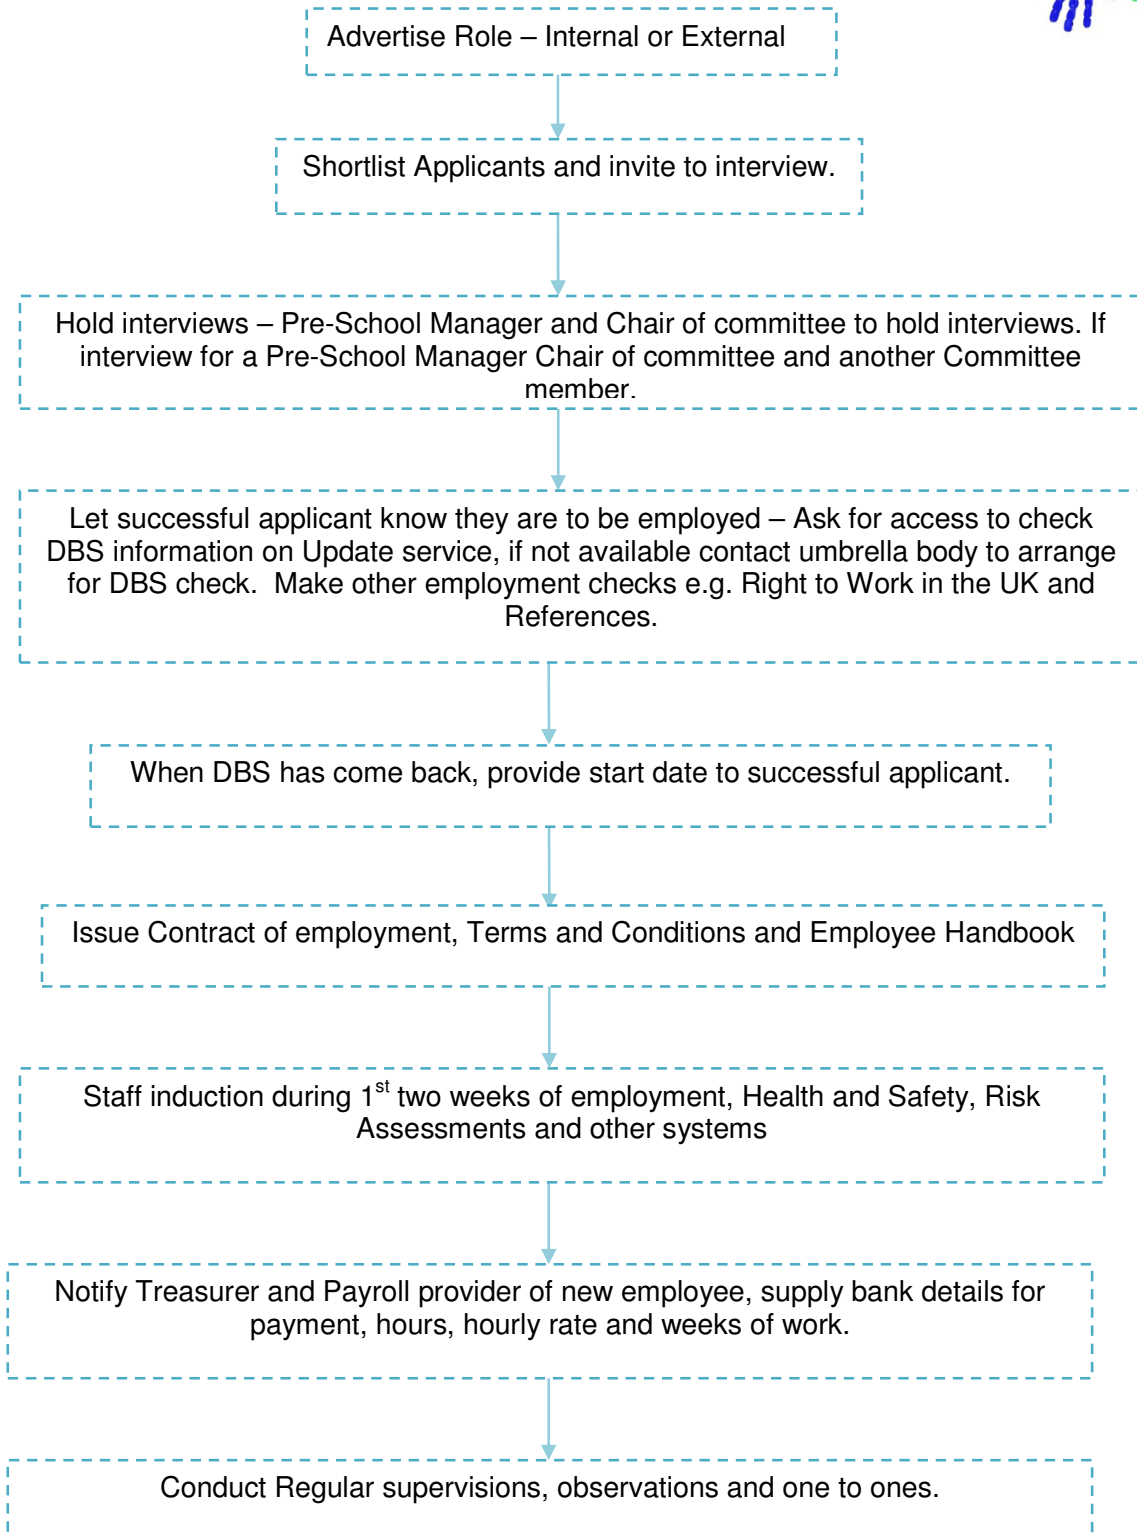 Advertise Role – Internal or External
Shortlist Applicants and invite to interview.
Hold interviews – Pre-School Manager and Chair of committee to hold interviews. If
interview for a Pre-School Manager Chair of committee and another Committee
member.
Let successful applicant know they are to be employed – Ask for access to check
DBS information on Update service, if not available contact umbrella body to arrange
for DBS check.  Make other employment checks e.g. Right to Work in the UK and
References.
When DBS has come back, provide start date to successful applicant.
Issue Contract of employment, Terms and Conditions and Employee Handbook
Staff induction during 1st two weeks of employment, Health and Safety, Risk
Assessments and other systems
Notify Treasurer and Payroll provider of new employee, supply bank details for
payment, hours, hourly rate and weeks of work.
Conduct Regular supervisions, observations and one to ones.